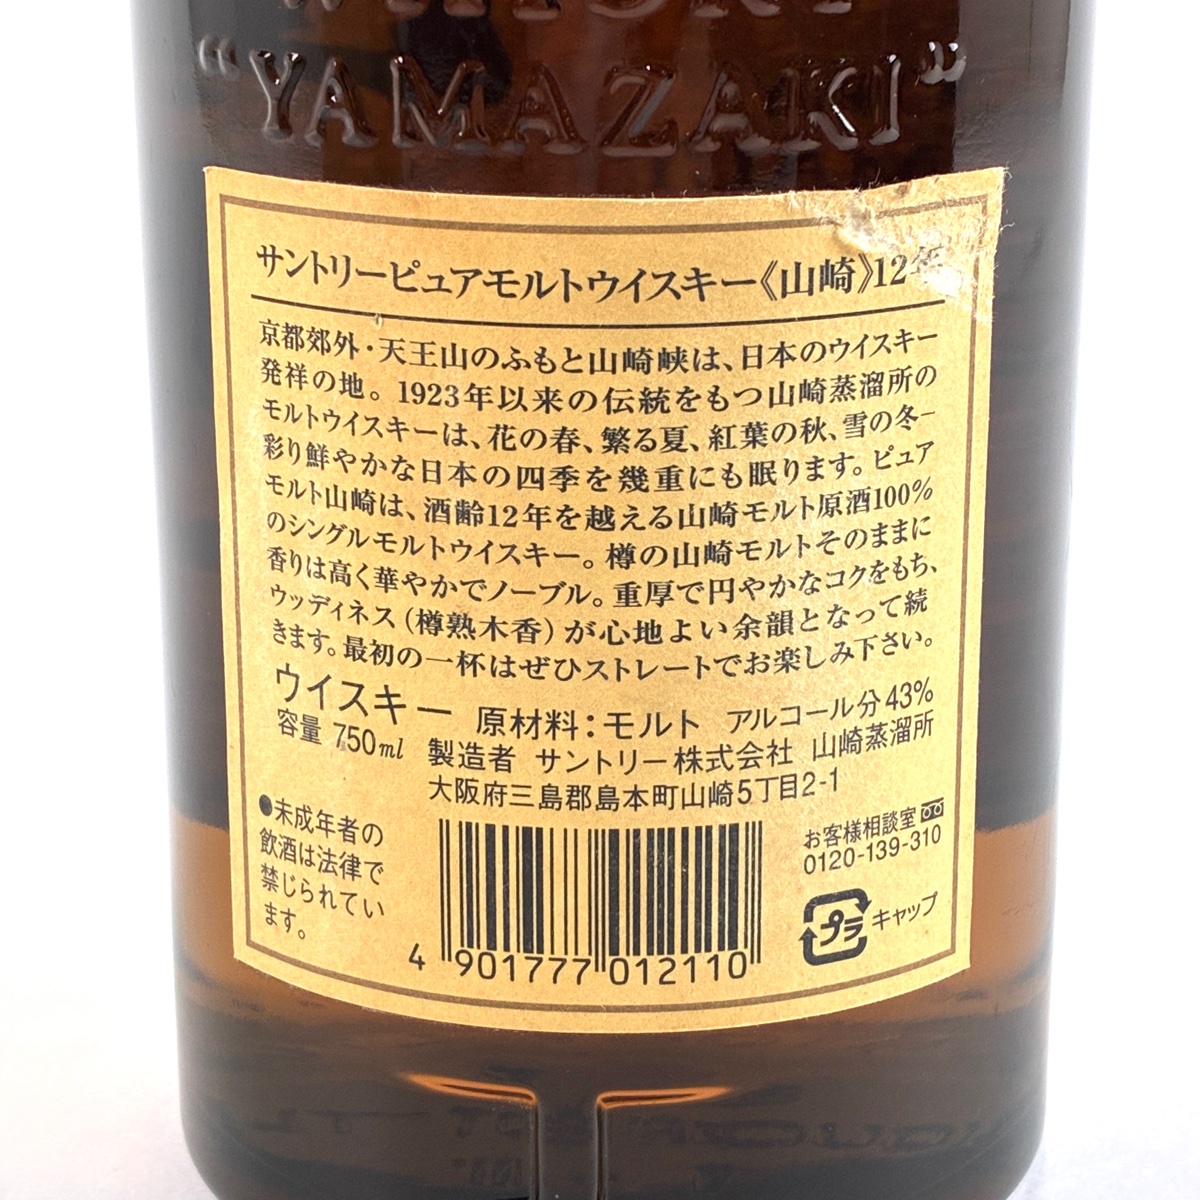 WHISKY
“YAMAZAKI”
サントリーピュアモルトウイスキー《山崎》12年
京都郊外・天王山のふもと山崎峡は、日本のウイスキー
発祥の地。1923年以来の伝統をもつ山崎蒸溜所の
モルトウイスキーは、花の春、繁る夏、紅葉の秋、雪の冬−
彩り鮮やかな日本の四季を幾重にも眠ります。ピュア
モルト山崎は、酒齢12年を越える山崎モルト原酒100%
のシングルモルトウイスキー。樽の山崎モルトそのままに
香りは高く華やかでノーブル。重厚で円やかなコクをもち、
ウッディネス(樽熟木香)が心地よい余韻となって続
きます。最初の一杯はぜひストレートでお楽しみ下さい。
ウイスキー 原材料:モルト アルコール分43%
容量 750ml 製造者 サントリー株式会社 山崎蒸溜所
大阪府三島郡島本町山崎5丁目2-1
●未成年者の
飲酒は法律で
禁じられてい
ます。
4 901777 012110
お客様相談室
0120-139-310
プラ キャップ